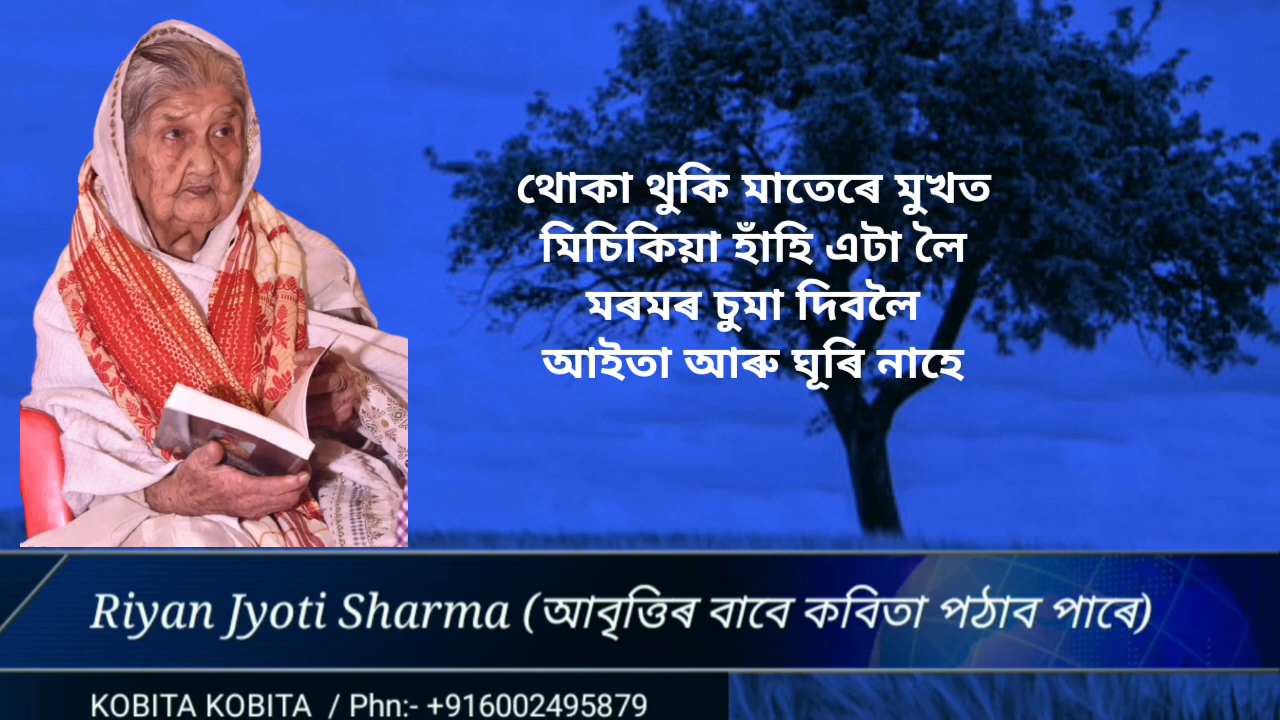 থোকা থুকি মাতেৰে মুখত
মিচিকিয়া হাঁহি এটা লৈ
মৰমৰ চুমা দিবলৈ
আইতা আৰু ঘূৰি নাহে
Riyan Jyoti Sharma (আবৃত্তিৰ বাবে কবিতা পঠাব পাৰে)
KOBITA KOBITA / Phn:- +916002495879